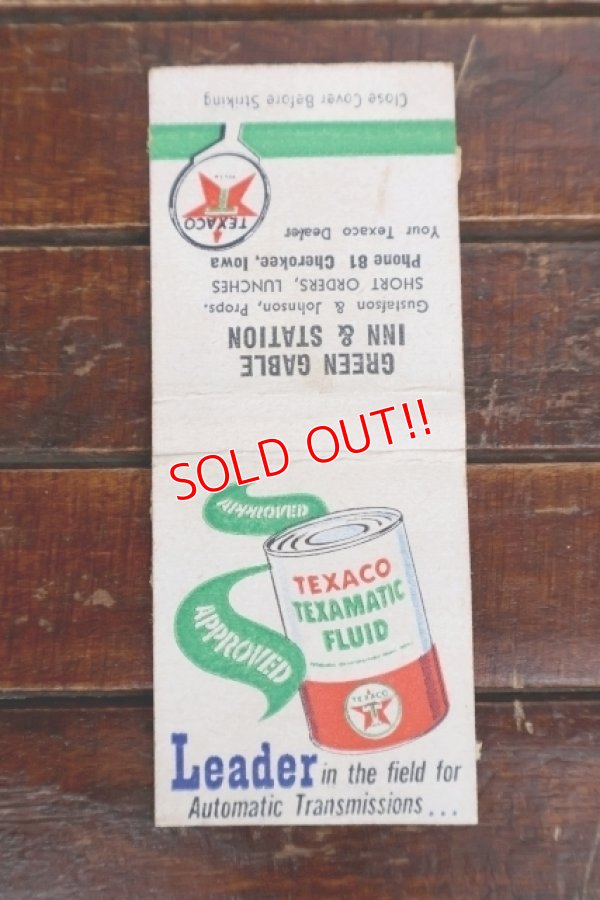 Close Cover Before Striking
TEXACO
T
Your Texaco Dealer
Phone 81 Cherokee, Iowa
SHORT ORDERS, LUNCHES
Gustafson & Johnson, Props.
GREEN GABLE
INN & STATION
SOLD OUT!!
APPROVED
APPROVED
TEXACO
TEXAMATIC
FLUID
TEXACO
T
Leader in the field for
Automatic Transmissions...